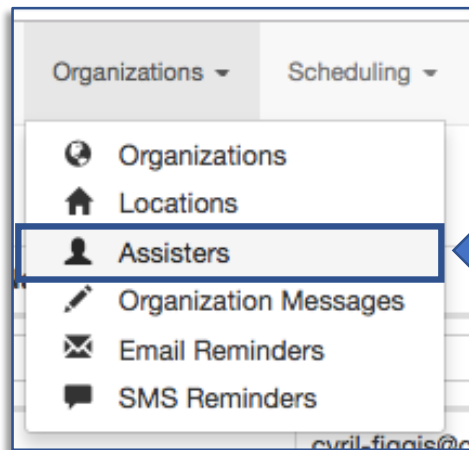 Organizations Scheduling
Organizations
Locations
Assisters
Organization Messages
Email Reminders
SMS Reminders